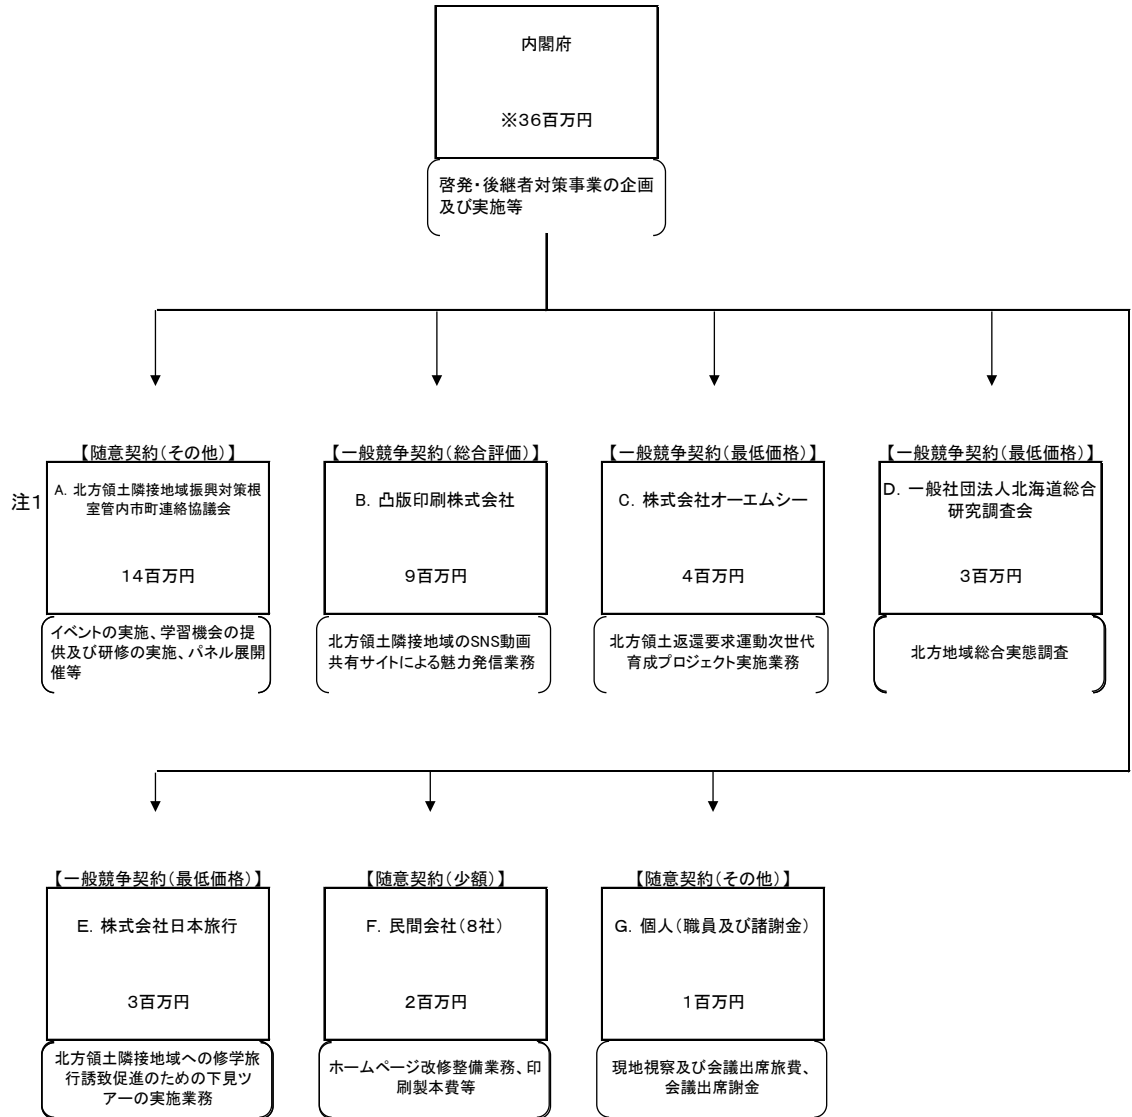 内閣府
※36百万円
啓発・後継者対策事業の企画
及び実施等
【随意契約(その他)】
注1
A. 北方領土隣接地域振興対策根
室管内市町連絡協議会
14百万円
イベントの実施、学習機会の提
供及び研修の実施、パネル展開
催等
【一般競争契約(総合評価)】
B. 凸版印刷株式会社
9百万円
北方領土隣接地域のSNS動画
共有サイトによる魅力発信業務
【一般競争契約(最低価格)】
C. 株式会社オーエムシー
4百万円
北方領土返還要求運動次世代
育成プロジェクト実施業務
【一般競争契約(最低価格)】
D. 一般社団法人北海道総合
研究調査会
3百万円
北方地域総合実態調査
【一般競争契約(最低価格)】
E. 株式会社日本旅行
3百万円
北方領土隣接地域への修学旅
行誘致促進のための下見ツ
アーの実施業務
【随意契約(少額)】
F. 民間会社(8社)
2百万円
ホームページ改修整備業務、印
刷製本費等
【随意契約(その他)】
G. 個人(職員及び諸謝金)
1百万円
現地視察及び会議出席旅費、
会議出席謝金